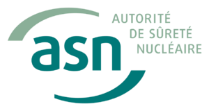 asn
AUTORITÉ
DE SÛRETÉ
NUCLÉAIRE